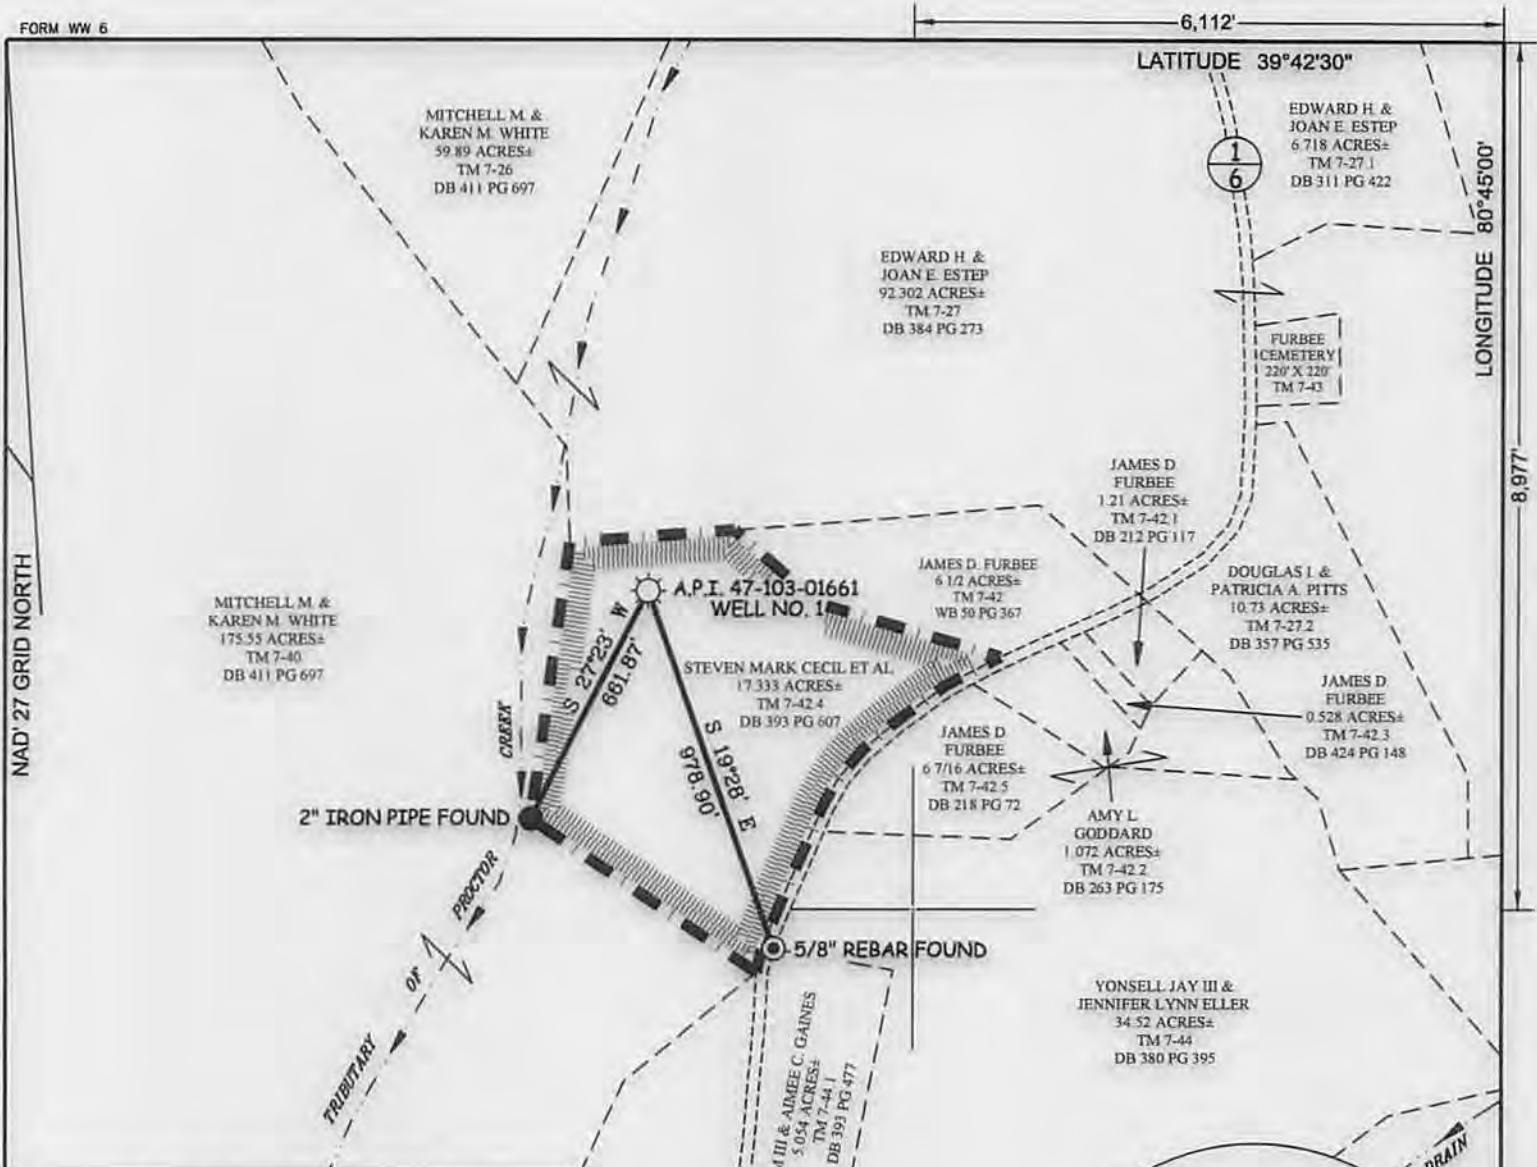 FORM WW 6
6,112'
LATITUDE 39°42'30"
MITCHELL M. &
KAREN M. WHITE
59.89 ACRES±
TM 7-26
DB 411 PG 697
EDWARD H. &
JOAN E. ESTEP
6.718 ACRES±
TM 7-27.1
DB 311 PG 422
1
6
LONGITUDE 80°45'00'
EDWARD H. &
JOAN E. ESTEP
92.302 ACRES±
TM 7-27
DB 384 PG 273
FURBEE
CEMETERY
220' X 220'
TM 7-43
8,977'
JAMES D
FURBEE
1.21 ACRES±
TM 7-42.1
DB 212 PG 117
NAD' 27 GRID NORTH
MITCHELL M. &
KAREN M. WHITE
175.55 ACRES±
TM 7-40
DB 411 PG 697
A.P.I. 47-103-01661
WELL NO. 1
JAMES D. FURBEE
6 1/2 ACRES±
TM 7-42
WB 50 PG 367
DOUGLAS I. &
PATRICIA A. PITTS
10.73 ACRES±
TM 7-27.2
DB 357 PG 535
S 27°23' W
661.87'
STEVEN MARK CECIL ET AL
17.333 ACRES±
TM 7-42.4
DB 393 PG 607
S 19°28' E
978.90'
JAMES D
FURBEE
0.528 ACRES±
TM 7-42.3
DB 424 PG 148
JAMES D
FURBEE
6 7/16 ACRES±
TM 7-42.5
DB 218 PG 72
CREEK
2" IRON PIPE FOUND
AMY L
GODDARD
1.072 ACRES±
TM 7-42.2
DB 263 PG 175
PROCTOR
OF
TRIBUTARY
5/8" REBAR FOUND
YONSELL JAY III &
JENNIFER LYNN ELLER
34.52 ACRES±
TM 7-44
DB 380 PG 395
III & AIMEE C. GAINES
5.054 ACRES±
TM 7-44.1
DB 393 PG 477
DRAIN